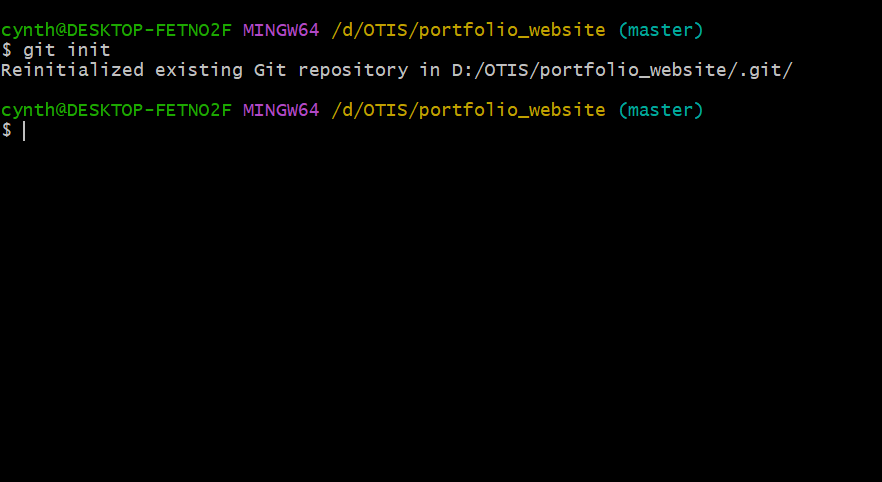 cynth@DESKTOP-FETNO2F MINGW64 /d/OTIS/portfolio_website (master)
$ git init
Reinitialized existing Git repository in D:/OTIS/portfolio_website/.git/
cynth@DESKTOP-FETNO2F MINGW64 /d/OTIS/portfolio_website (master)
$